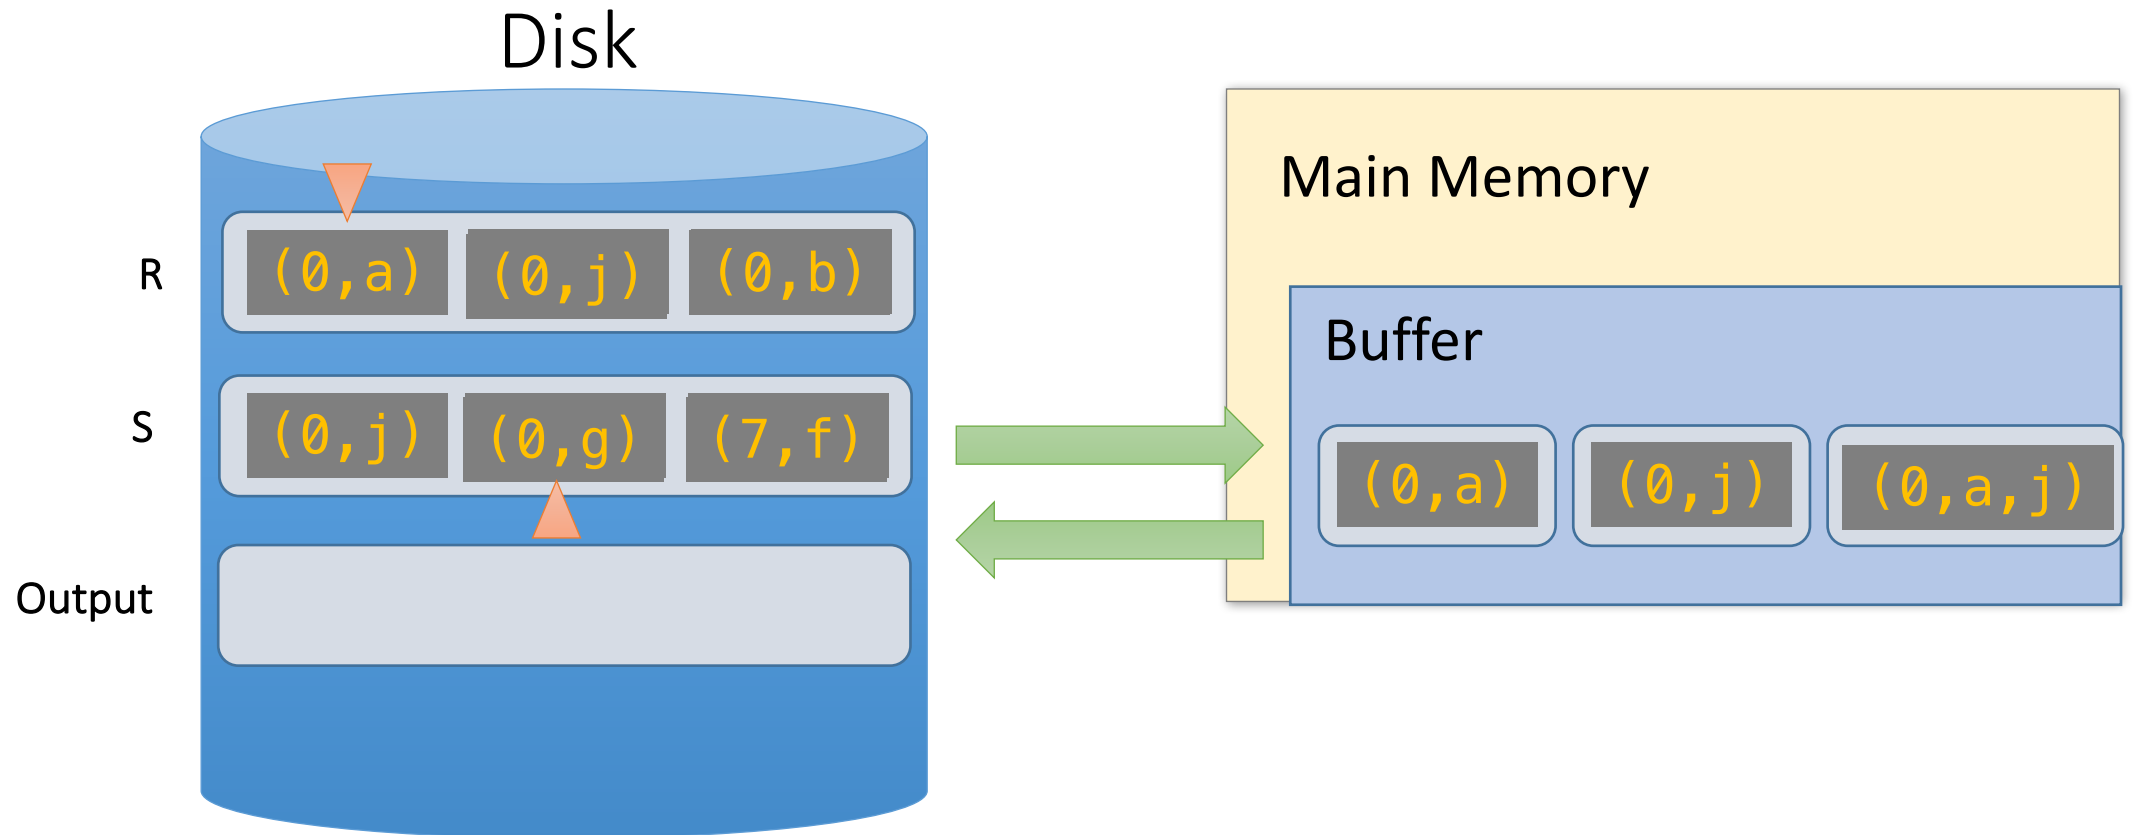 Disk
Main Memory
R (0,a) (0,j) (0,b)
Buffer
S (0,j) (0,g) (7,f)
(0,a) (0,j) (0,a,j)
Output